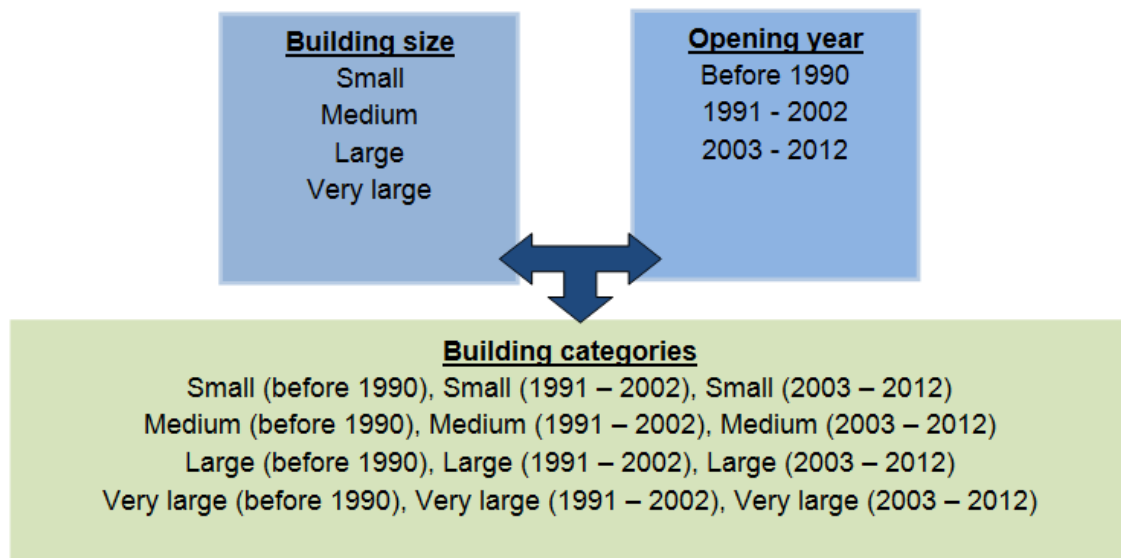 Building size
Small
Medium
Large
Very large
Opening year
Before 1990
1991 - 2002
2003 - 2012
Building categories
Small (before 1990), Small (1991 – 2002), Small (2003 – 2012)
Medium (before 1990), Medium (1991 – 2002), Medium (2003 – 2012)
Large (before 1990), Large (1991 – 2002), Large (2003 – 2012)
Very large (before 1990), Very large (1991 – 2002), Very large (2003 – 2012)